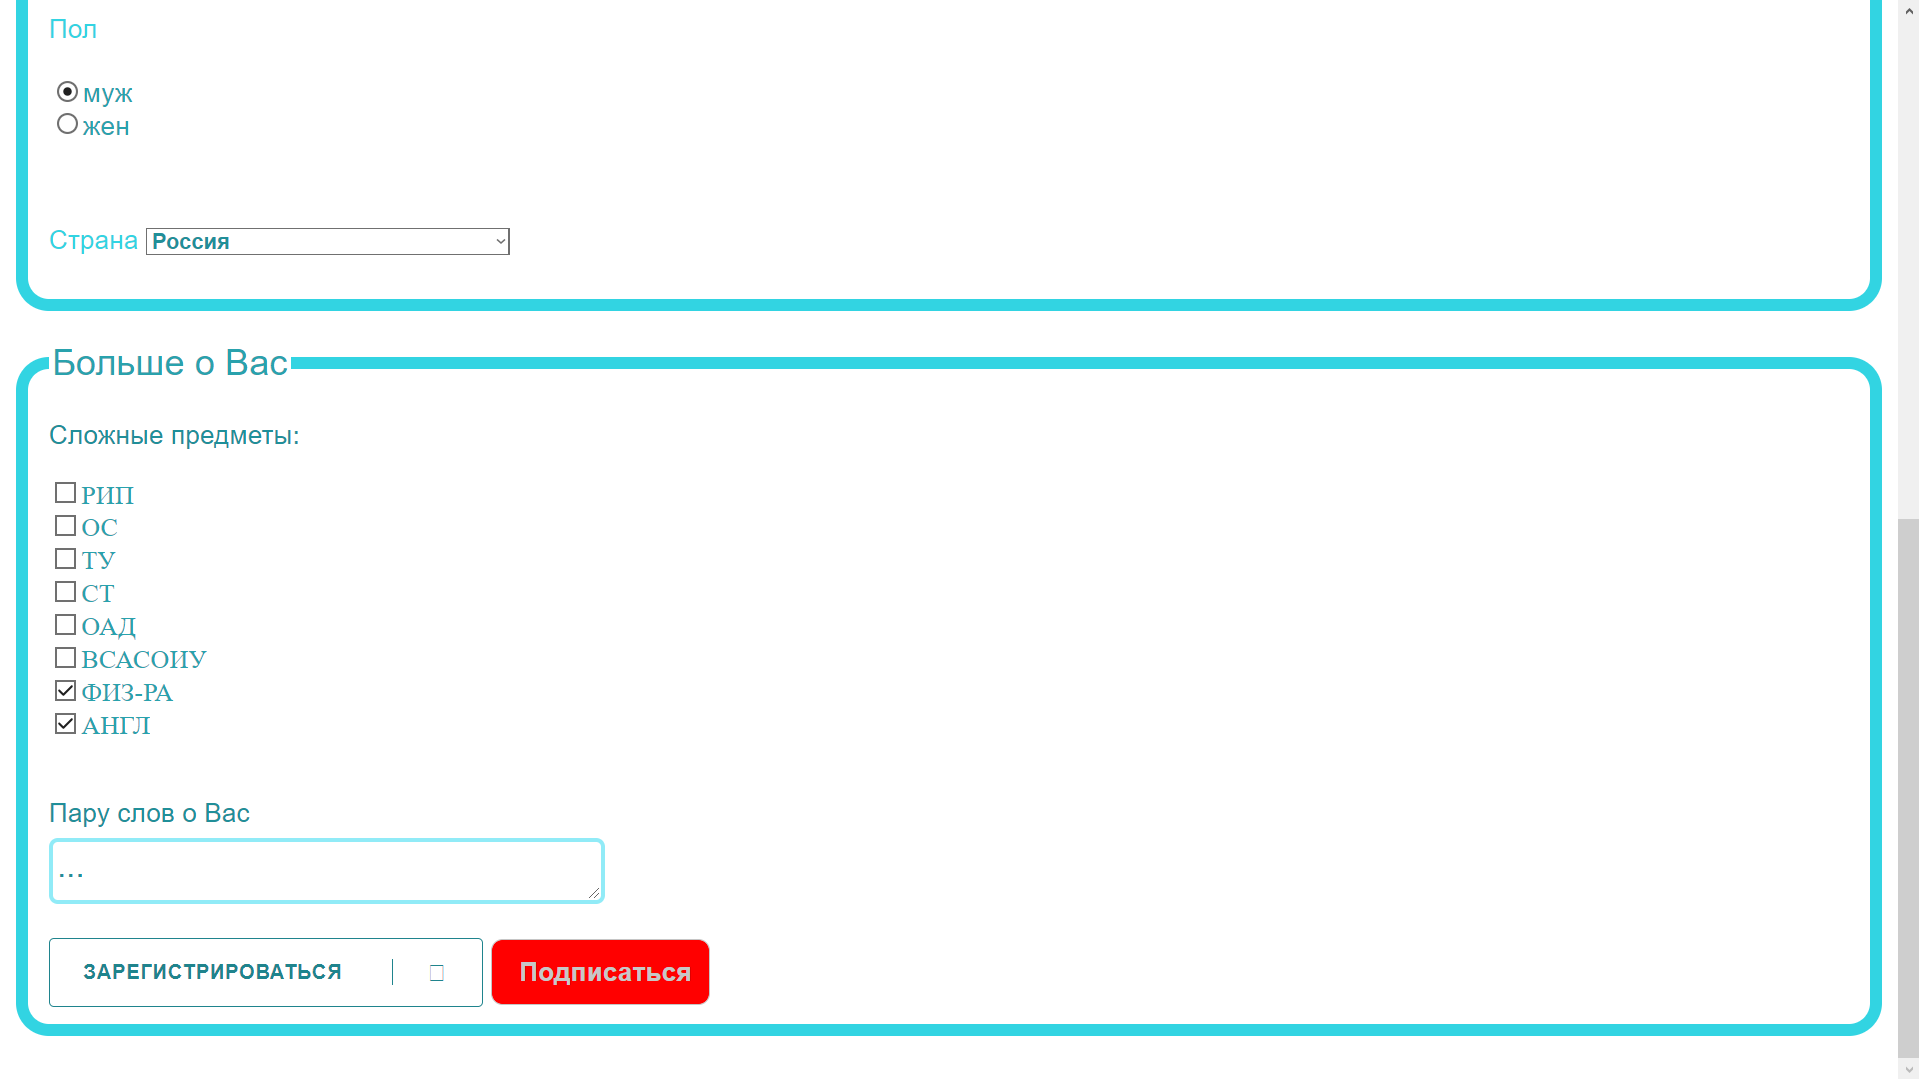 Пол
муж
жен
Страна Россия
Больше о Вас
Сложные предметы:
РИП
ОС
ТУ
СТ
ОАД
ВСАСОИУ
ФИЗ-РА
АНГЛ
Пару слов о Вас
...
ЗАРЕГИСТРИРОВАТЬСЯ Подписаться